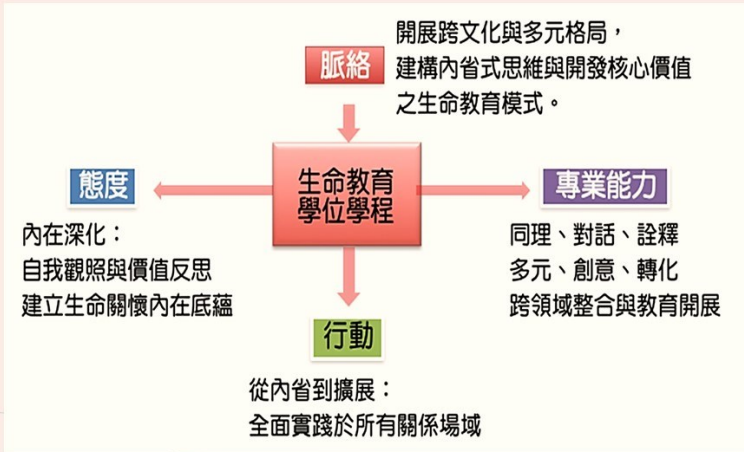 脈絡
開展跨文化與多元格局，
建構內省式思維與開發核心價值
之生命教育模式。
生命教育
學位學程
態度
內在深化：
自我觀照與價值反思
建立生命關懷內在底蘊
專業能力
同理、對話、詮釋
多元、創意、轉化
跨領域整合與教育開展
行動
從內省到擴展：
全面實踐於所有關係場域